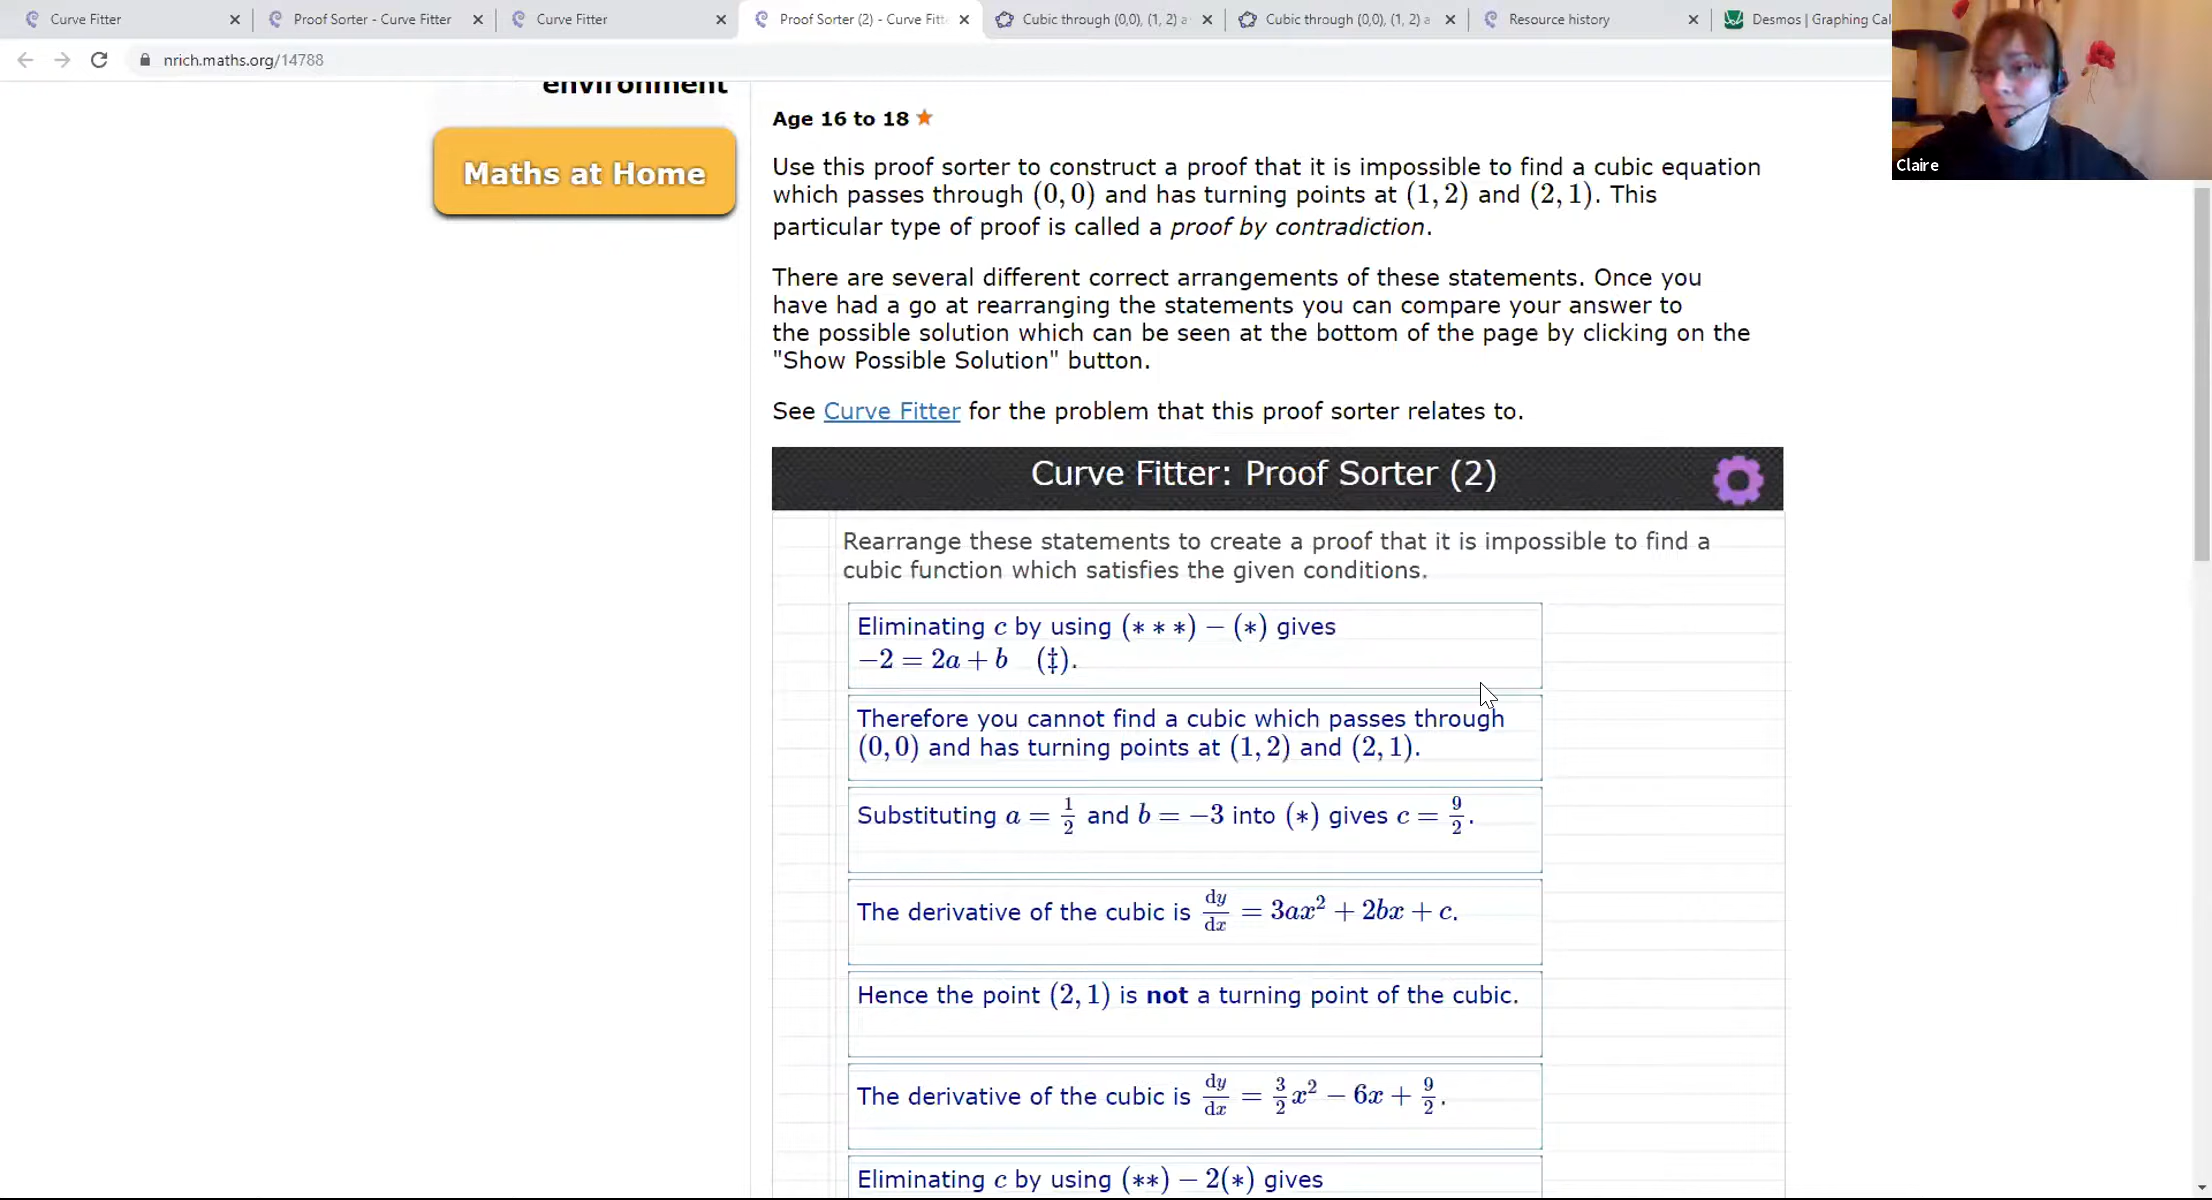 Curve Fitter
Proof Sorter - Curve Fitter
Curve Fitter
Proof Sorter (2) - Curve Fitt
Cubic through (0,0), (1, 2) a
Cubic through (0,0), (1, 2) a
Resource history
Desmos | Graphing Cal
nrich.maths.org/14788
Claire
environment
Maths at Home
Age 16 to 18
Use this proof sorter to construct a proof that it is impossible to find a cubic equation
which passes through (0, 0) and has turning points at (1, 2) and (2, 1). This
particular type of proof is called a proof by contradiction.
There are several different correct arrangements of these statements. Once you
have had a go at rearranging the statements you can compare your answer to
the possible solution which can be seen at the bottom of the page by clicking on the
"Show Possible Solution" button.
See Curve Fitter for the problem that this proof sorter relates to.
Curve Fitter: Proof Sorter (2)
Rearrange these statements to create a proof that it is impossible to find a
cubic function which satisfies the given conditions.
Eliminating c by using (∗ ∗ ∗) − (∗) gives
−2 = 2a + b (‡).
Therefore you cannot find a cubic which passes through
(0, 0) and has turning points at (1, 2) and (2, 1).
Substituting a = 1/2 and b = −3 into (∗) gives c = 9/2.
The derivative of the cubic is dy/dx = 3ax² + 2bx + c.
Hence the point (2, 1) is not a turning point of the cubic.
The derivative of the cubic is dy/dx = 3/2x² − 6x + 9/2.
Eliminating c by using (∗∗) − 2(∗) gives